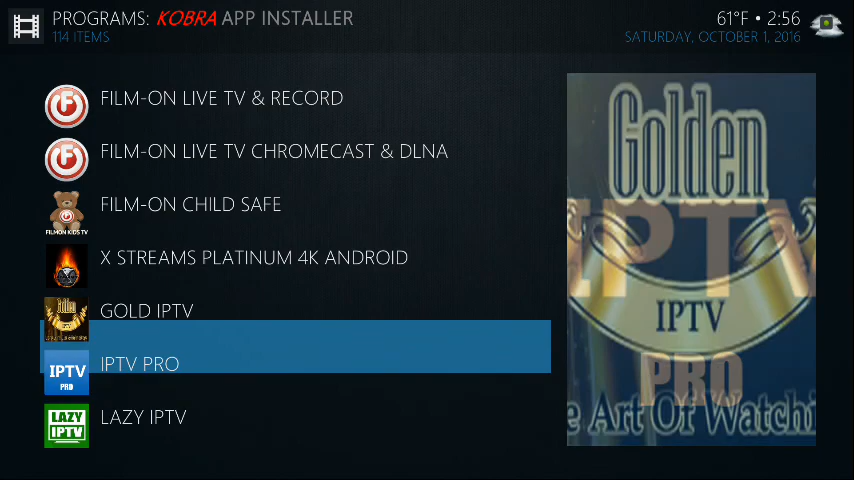 PROGRAMS: KOBRA APP INSTALLER
114 ITEMS
61°F • 2:56
SATURDAY, OCTOBER 1, 2016
FILM-ON LIVE TV & RECORD
FILM-ON LIVE TV CHROMECAST & DLNA
FILM-ON CHILD SAFE
FILMON KIDS TV
X STREAMS PLATINUM 4K ANDROID
GOLD IPTV
Golden
IPTV
IPTV PRO
IPTV
PRO
LAZY IPTV
LAZY
IPTV
Golden
IPTV
IPTV
PRO
e Art Of Watchi